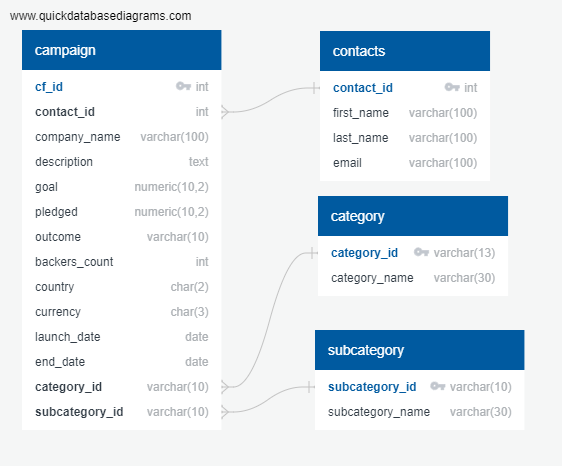 www.quickdatabasediagrams.com
campaign
cf_id int
contact_id int
company_name varchar(100)
description text
goal numeric(10,2)
pledged numeric(10,2)
outcome varchar(10)
backers_count int
country char(2)
currency char(3)
launch_date date
end_date date
category_id varchar(10)
subcategory_id varchar(10)
contacts
contact_id int
first_name varchar(100)
last_name varchar(100)
email varchar(100)
category
category_id varchar(13)
category_name varchar(30)
subcategory
subcategory_id varchar(10)
subcategory_name varchar(30)